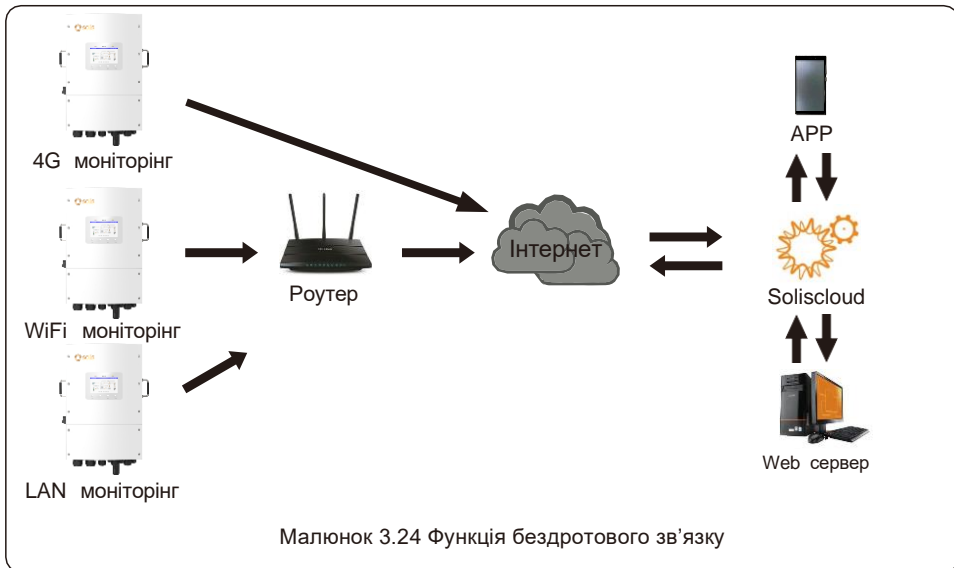 4G моніторінг
APP
Інтернет
Роутер
Soliscloud
WiFi моніторінг
Web сервер
LAN моніторінг
Малюнок 3.24 Функція бездротового зв’язку